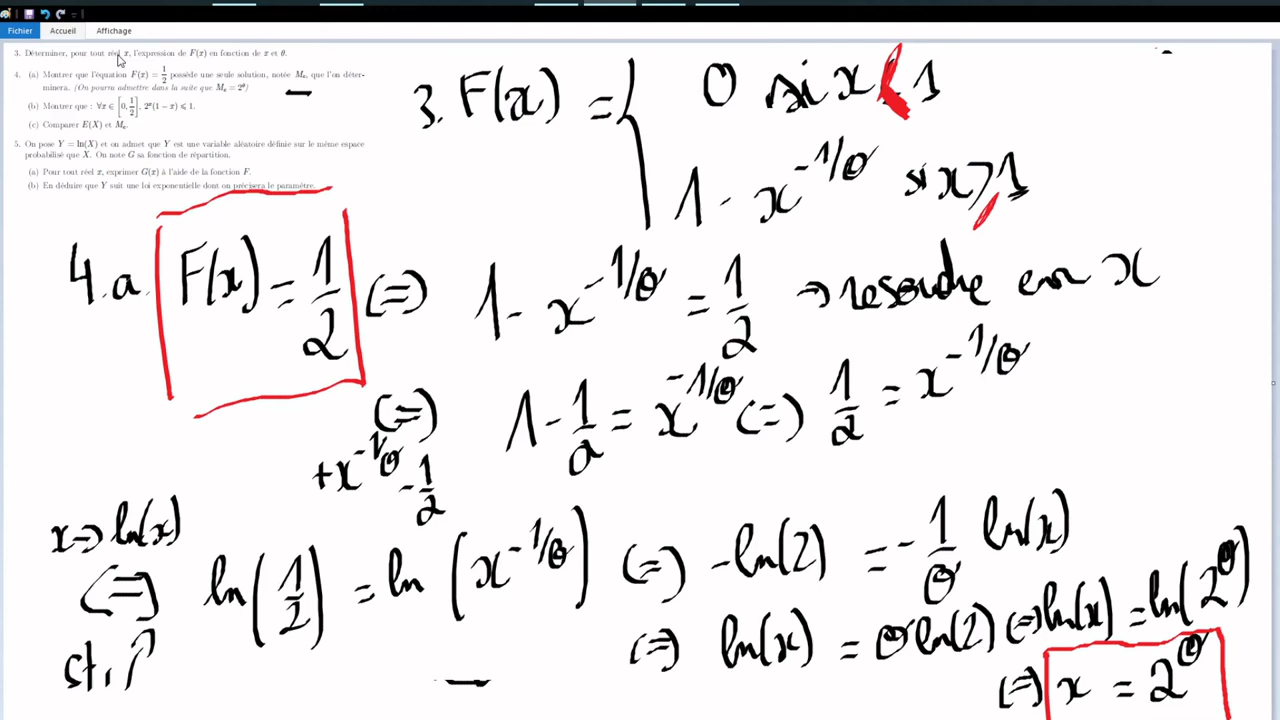 Fichier Accueil Affichage
3. Déterminer, pour tout réel x, l'expression de F(x) en fonction de x et θ.
4. (a) Montrer que l'équation F(x) = 1/2 possède une seule solution, notée Mₑ, que l'on déter-
minera. (On pourra admettre dans la suite que Mₑ = 2^θ)
(b) Montrer que : ∀x ∈ [0, 1/2], 2^x(1 − x) ⩽ 1.
(c) Comparer E(X) et Mₑ.
5. On pose Y = ln(X) et on admet que Y est une variable aléatoire définie sur le même espace
probabilisé que X. On note G sa fonction de répartition.
(a) Pour tout réel x, exprimer G(x) à l'aide de la fonction F.
(b) En déduire que Y suit une loi exponentielle dont on précisera le paramètre.
3. F(x) = { 0 si x < 1
1 - x^(-1/θ) si x ⩾ 1
4.a. F(x) = 1/2 (=) 1 - x^(-1/θ) = 1/2 → resoudre en x
(=) 1 - 1/2 = x^(-1/θ) (=) 1/2 = x^(-1/θ)
+x^(-1/θ) - 1/2
x → ln(x)
(=) ln(1/2) = ln(x^(-1/θ)) (=) -ln(2) = -1/θ ln(x)
st. (=) ln(x) = θ ln(2) (=) ln(x) = ln(2^θ)
(=) x = 2^θ